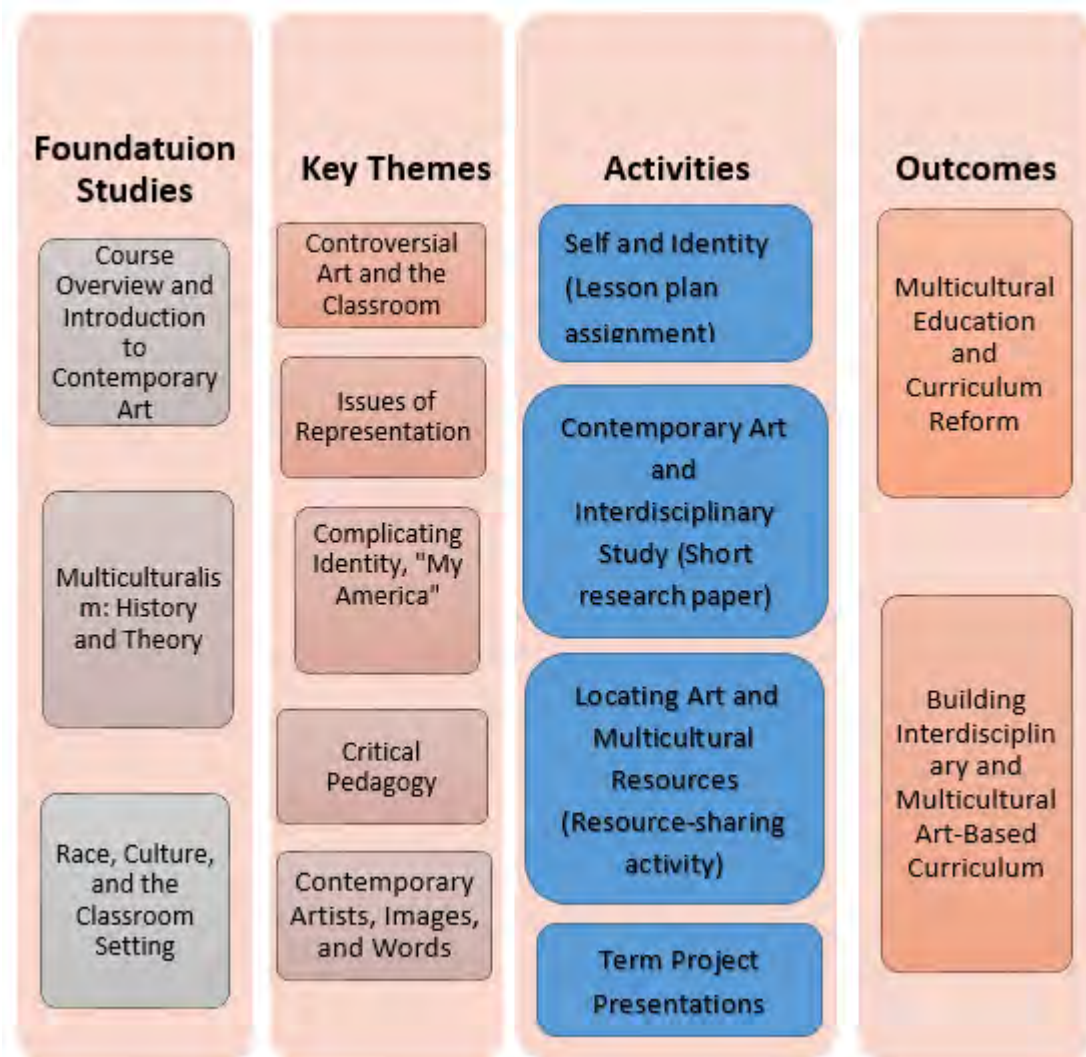 Foundatuion
Studies
Course
Overview and
Introduction
to
Contemporary
Art
Multiculturalis
m: History
and Theory
Race, Culture,
and the
Classroom
Setting
Key Themes
Controversial
Art and the
Classroom
Issues of
Representation
Complicating
Identity, "My
America"
Critical
Pedagogy
Contemporary
Artists, Images,
and Words
Activities
Self and Identity
(Lesson plan
assignment)
Contemporary Art
and
Interdisciplinary
Study (Short
research paper)
Locating Art and
Multicultural
Resources
(Resource-sharing
activity)
Term Project
Presentations
Outcomes
Multicultural
Education
and
Curriculum
Reform
Building
Interdisciplin
ary and
Multicultural
Art-Based
Curriculum